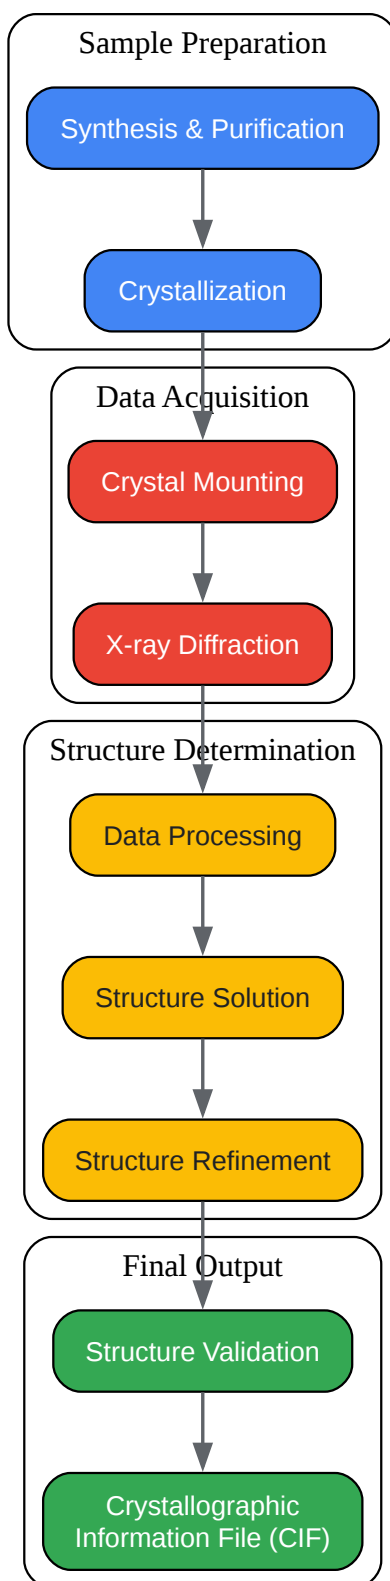 Sample Preparation
Synthesis & Purification
Crystallization
Data Acquisition
Crystal Mounting
X-ray Diffraction
Structure Determination
Data Processing
Structure Solution
Structure Refinement
Final Output
Structure Validation
Crystallographic
Information File (CIF)